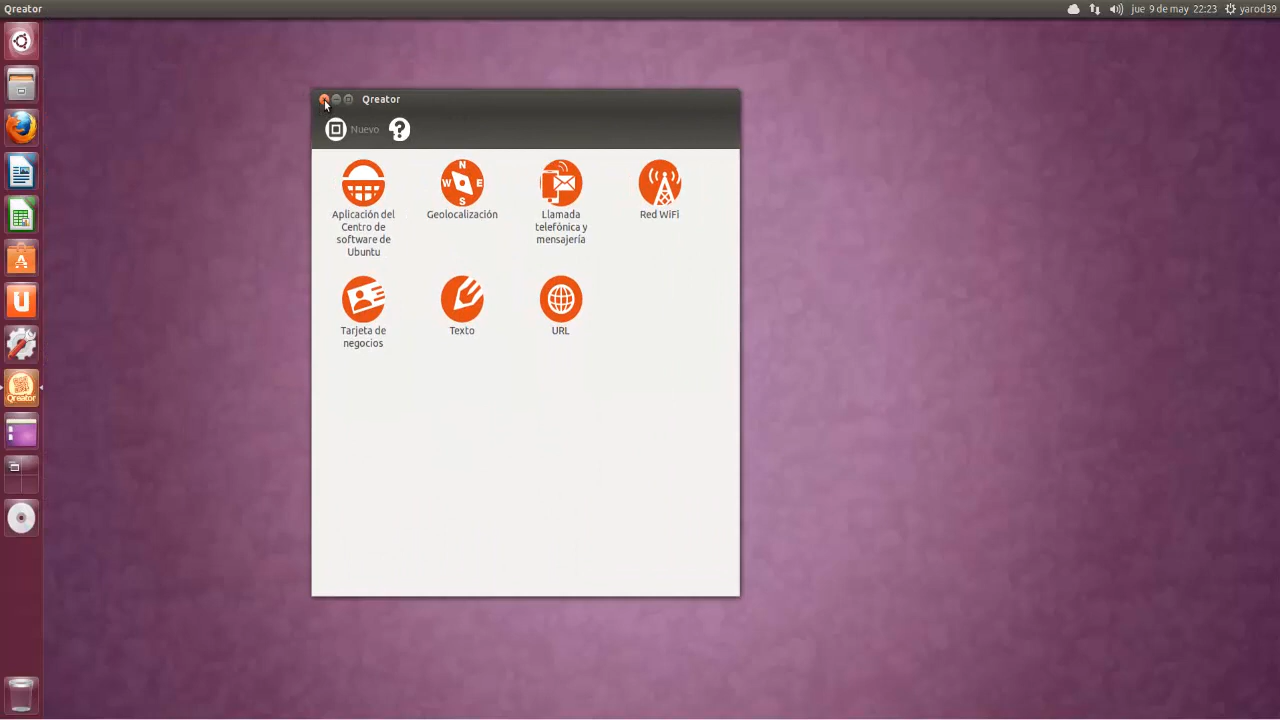 Qreator
jue 9 de may 22:23
yarod39
Qreator
Nuevo
Aplicación del
Centro de
software de
Ubuntu
Geolocalización
N
W E
S
Llamada
telefónica y
mensajería
Red WiFi
Tarjeta de
negocios
Texto
URL
Qreator